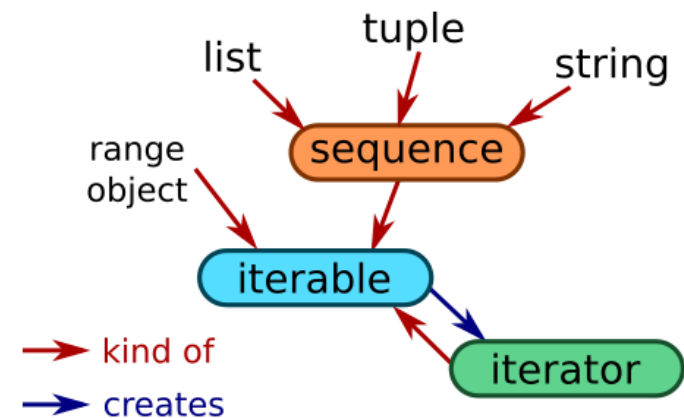 tuple
list
string
sequence
range
object
iterable
kind of
iterator
creates